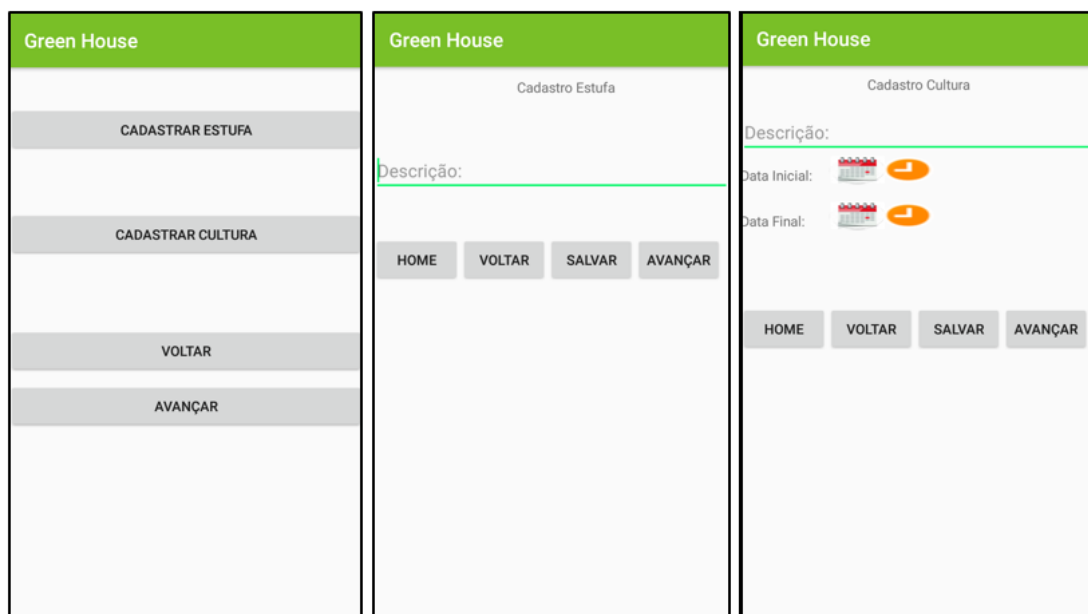 Green House
CADASTRAR ESTUFA
CADASTRAR CULTURA
VOLTAR
AVANÇAR
Green House
Cadastro Estufa
Descrição:
HOME VOLTAR SALVAR AVANÇAR
Green House
Cadastro Cultura
Descrição:
Data Inicial:
Data Final:
HOME VOLTAR SALVAR AVANÇAR